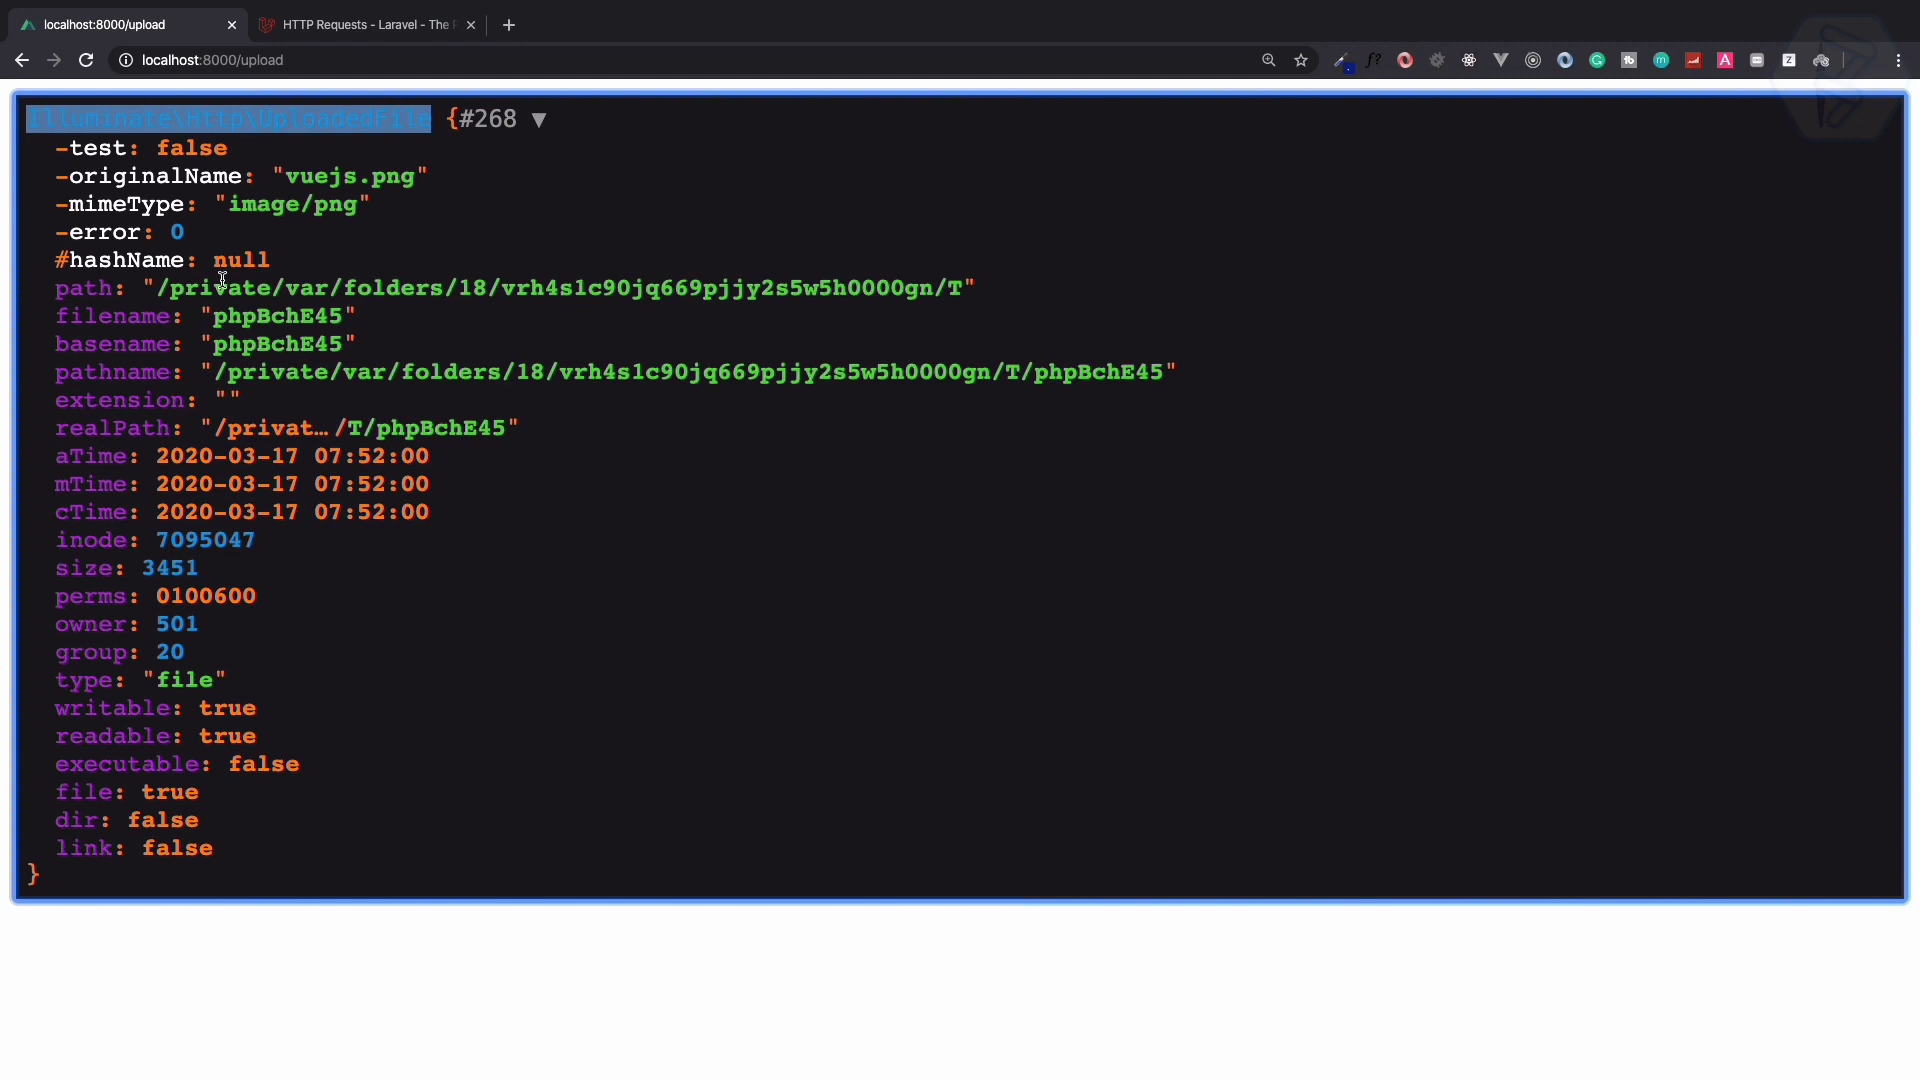 localhost:8000/upload
HTTP Requests - Laravel - The
localhost:8000/upload
Illuminate\Http\UploadedFile {#268 ▼
-test: false
-originalName: "vuejs.png"
-mimeType: "image/png"
-error: 0
#hashName: null
path: "/private/var/folders/18/vrh4s1c90jq669pjjy2s5w5h0000gn/T"
filename: "phpBchE45"
basename: "phpBchE45"
pathname: "/private/var/folders/18/vrh4s1c90jq669pjjy2s5w5h0000gn/T/phpBchE45"
extension: ""
realPath: "/privat… /T/phpBchE45"
aTime: 2020-03-17 07:52:00
mTime: 2020-03-17 07:52:00
cTime: 2020-03-17 07:52:00
inode: 7095047
size: 3451
perms: 0100600
owner: 501
group: 20
type: "file"
writable: true
readable: true
executable: false
file: true
dir: false
link: false
}